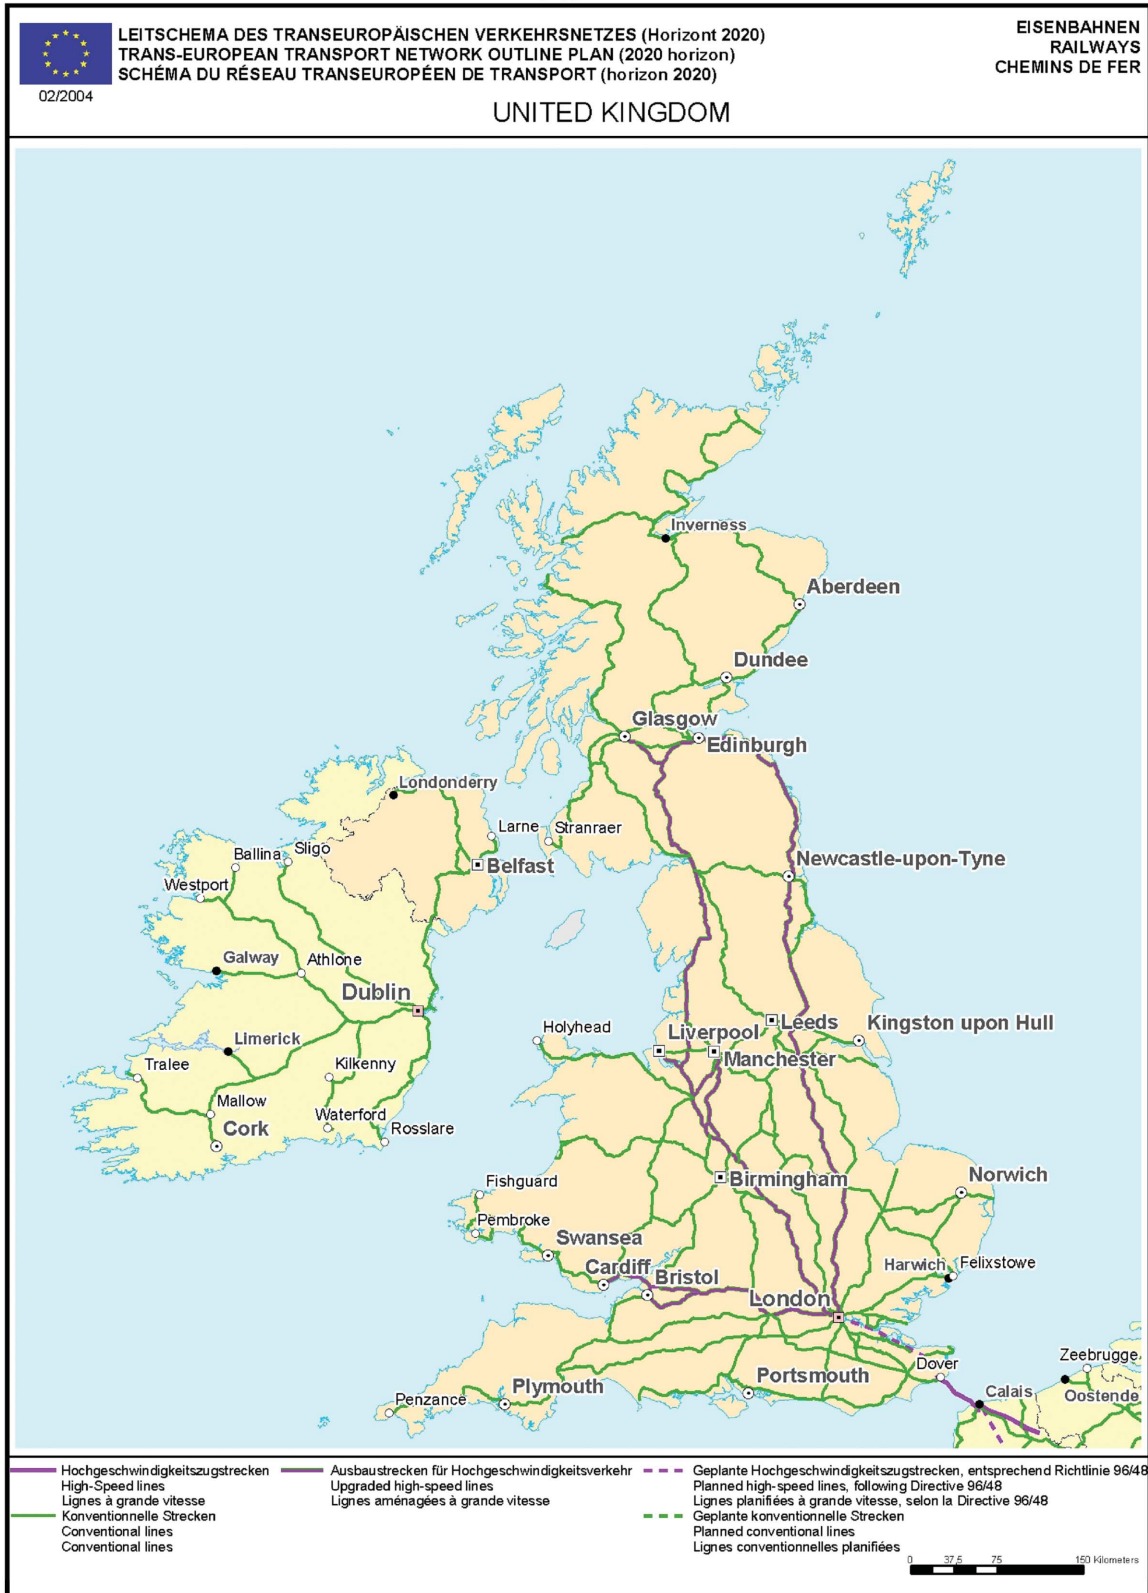 LEITSCHEMA DES TRANSEUROPÄISCHEN VERKEHRSNETZES (Horizont 2020)
TRANS-EUROPEAN TRANSPORT NETWORK OUTLINE PLAN (2020 horizon)
SCHÉMA DU RÉSEAU TRANSEUROPÉEN DE TRANSPORT (horizon 2020)
02/2004
EISENBAHNEN
RAILWAYS
CHEMINS DE FER
UNITED KINGDOM
Inverness
Aberdeen
Dundee
Glasgow
Edinburgh
Londonderry
Larne
Stranraer
Ballina
Sligo
Belfast
Newcastle-upon-Tyne
Westport
Galway
Athlone
Dublin
Leeds
Kingston upon Hull
Holyhead
Liverpool
Limerick
Manchester
Tralee
Kilkenny
Mallow
Waterford
Cork
Rosslare
Birmingham
Norwich
Fishguard
Pembroke
Swansea
Harwich
Felixstowe
Cardiff
Bristol
London
Zeebrugge
Dover
Portsmouth
Plymouth
Calais
Oostende
Penzance
Hochgeschwindigkeitszugstrecken
High-Speed lines
Lignes à grande vitesse
Konventionelle Strecken
Conventional lines
Conventional lines
Ausbaustrecken für Hochgeschwindigkeitsverkehr
Upgraded high-speed lines
Lignes aménagées à grande vitesse
Geplante Hochgeschwindigkeitszugstrecken, entsprechend Richtlinie 96/48
Planned high-speed lines, following Directive 96/48
Lignes planifiées à grande vitesse, selon la Directive 96/48
Geplante konventionelle Strecken
Planned conventional lines
Lignes conventionnelles planifiées
0 37,5 75 150 Kilometers